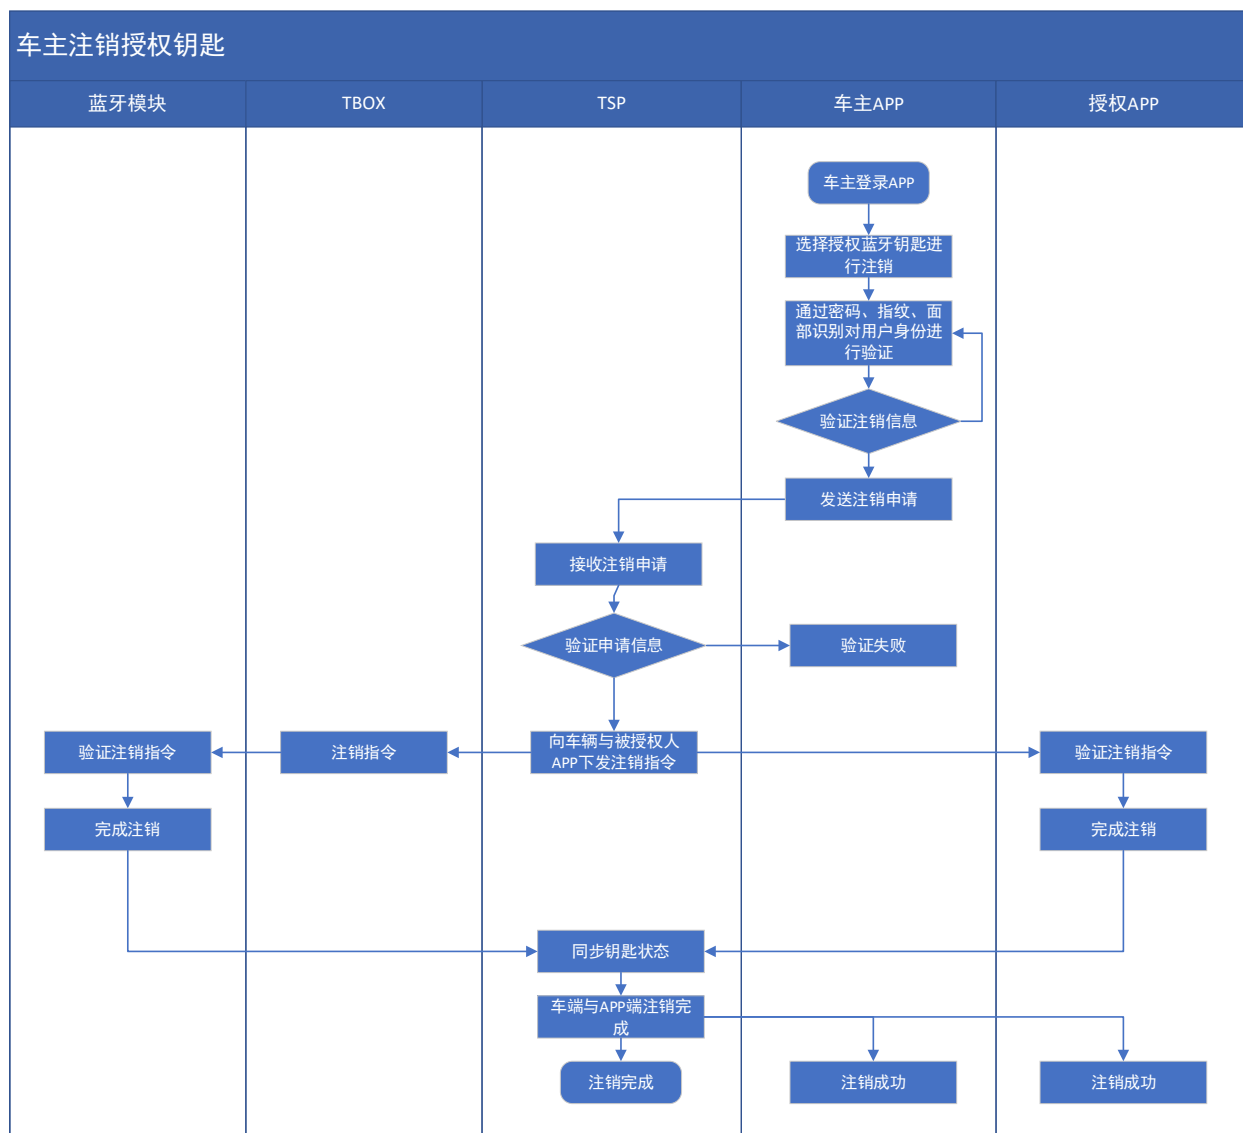 车主注销授权钥匙
蓝牙模块
TBOX
TSP
车主APP
授权APP
车主登录APP
选择授权蓝牙钥匙进
行注销
通过密码、指纹、面
部识别对用户身份进
行验证
验证注销信息
发送注销申请
接收注销申请
验证申请信息
验证失败
验证注销指令
注销指令
向车辆与被授权人
APP下发注销指令
验证注销指令
完成注销
完成注销
同步钥匙状态
车端与APP端注销完
成
注销完成
注销成功
注销成功